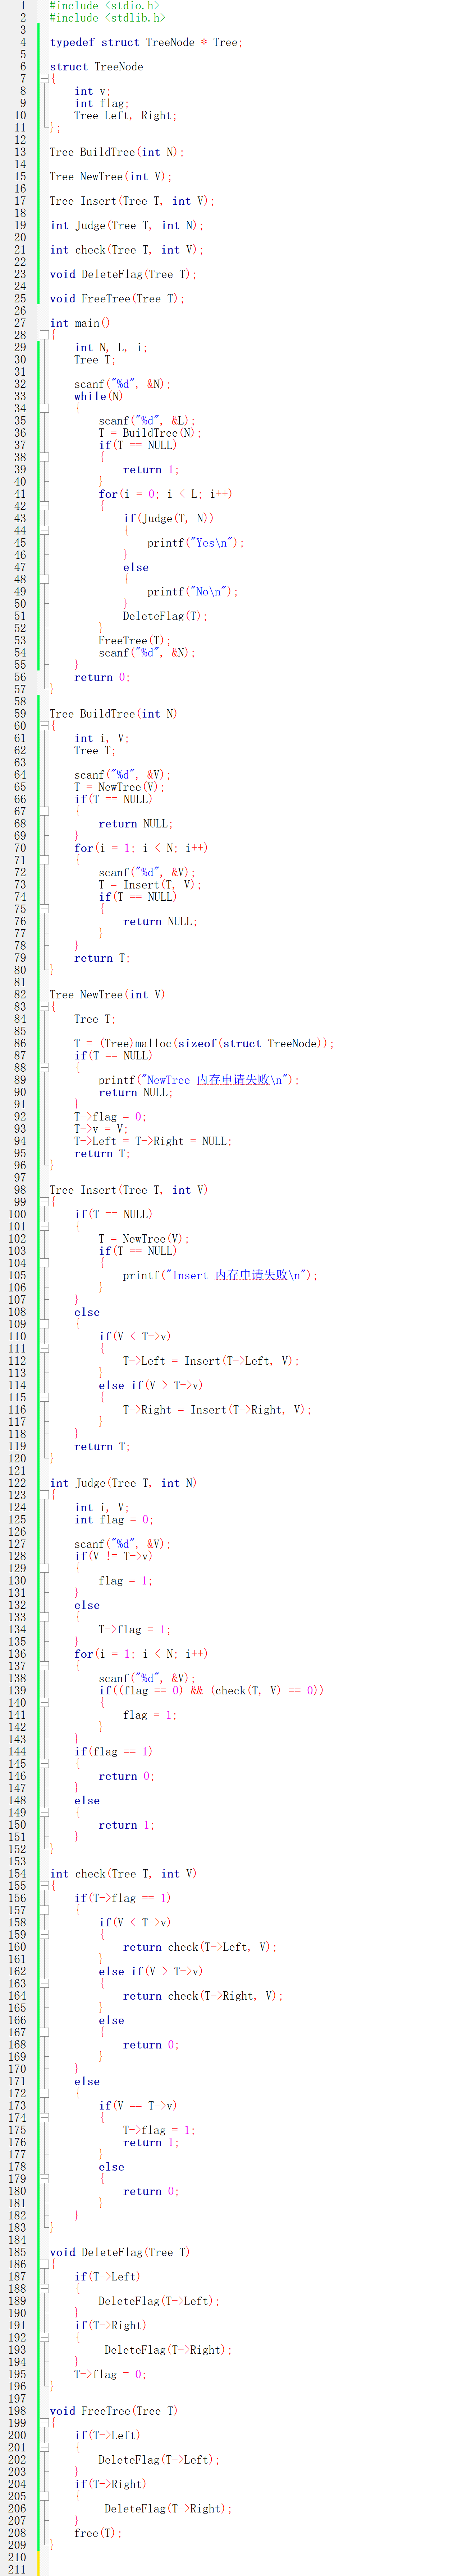 1 #include <stdio.h>
2 #include <stdlib.h>
3
4 typedef struct TreeNode * Tree;
5
6 struct TreeNode
7 {
8     int v;
9     int flag;
10     Tree Left, Right;
11 };
12
13 Tree BuildTree(int N);
14
15 Tree NewTree(int V);
16
17 Tree Insert(Tree T, int V);
18
19 int Judge(Tree T, int N);
20
21 int check(Tree T, int V);
22
23 void DeleteFlag(Tree T);
24
25 void FreeTree(Tree T);
26
27 int main()
28 {
29     int N, L, i;
30     Tree T;
31
32     scanf("%d", &N);
33     while(N)
34     {
35         scanf("%d", &L);
36         T = BuildTree(N);
37         if(T == NULL)
38         {
39             return 1;
40         }
41         for(i = 0; i < L; i++)
42         {
43             if(Judge(T, N))
44             {
45                 printf("Yes\n");
46             }
47             else
48             {
49                 printf("No\n");
50             }
51             DeleteFlag(T);
52         }
53         FreeTree(T);
54         scanf("%d", &N);
55     }
56     return 0;
57 }
58
59 Tree BuildTree(int N)
60 {
61     int i, V;
62     Tree T;
63
64     scanf("%d", &V);
65     T = NewTree(V);
66     if(T == NULL)
67     {
68         return NULL;
69     }
70     for(i = 1; i < N; i++)
71     {
72         scanf("%d", &V);
73         T = Insert(T, V);
74         if(T == NULL)
75         {
76             return NULL;
77         }
78     }
79     return T;
80 }
81
82 Tree NewTree(int V)
83 {
84     Tree T;
85
86     T = (Tree)malloc(sizeof(struct TreeNode));
87     if(T == NULL)
88     {
89         printf("NewTree 内存申请失败\n");
90         return NULL;
91     }
92     T->flag = 0;
93     T->v = V;
94     T->Left = T->Right = NULL;
95     return T;
96 }
97
98 Tree Insert(Tree T, int V)
99 {
100     if(T == NULL)
101     {
102         T = NewTree(V);
103         if(T == NULL)
104         {
105             printf("Insert 内存申请失败\n");
106         }
107     }
108     else
109     {
110         if(V < T->v)
111         {
112             T->Left = Insert(T->Left, V);
113         }
114         else if(V > T->v)
115         {
116             T->Right = Insert(T->Right, V);
117         }
118     }
119     return T;
120 }
121
122 int Judge(Tree T, int N)
123 {
124     int i, V;
125     int flag = 0;
126
127     scanf("%d", &V);
128     if(V != T->v)
129     {
130         flag = 1;
131     }
132     else
133     {
134         T->flag = 1;
135     }
136     for(i = 1; i < N; i++)
137     {
138         scanf("%d", &V);
139         if((flag == 0) && (check(T, V) == 0))
140         {
141             flag = 1;
142         }
143     }
144     if(flag == 1)
145     {
146         return 0;
147     }
148     else
149     {
150         return 1;
151     }
152 }
153
154 int check(Tree T, int V)
155 {
156     if(T->flag == 1)
157     {
158         if(V < T->v)
159         {
160             return check(T->Left, V);
161         }
162         else if(V > T->v)
163         {
164             return check(T->Right, V);
165         }
166         else
167         {
168             return 0;
169         }
170     }
171     else
172     {
173         if(V == T->v)
174         {
175             T->flag = 1;
176             return 1;
177         }
178         else
179         {
180             return 0;
181         }
182     }
183 }
184
185 void DeleteFlag(Tree T)
186 {
187     if(T->Left)
188     {
189         DeleteFlag(T->Left);
190     }
191     if(T->Right)
192     {
193          DeleteFlag(T->Right);
194     }
195     T->flag = 0;
196 }
197
198 void FreeTree(Tree T)
199 {
200     if(T->Left)
201     {
202         DeleteFlag(T->Left);
203     }
204     if(T->Right)
205     {
206          DeleteFlag(T->Right);
207     }
208     free(T);
209 }
210
211